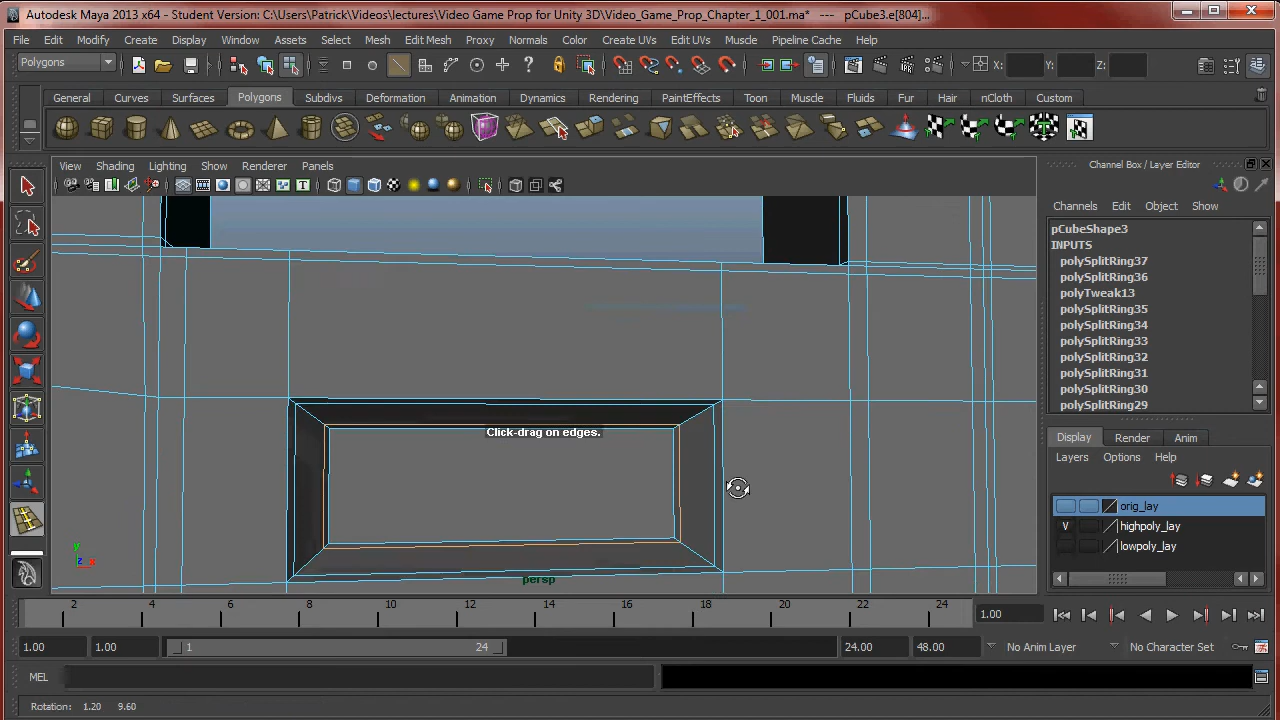 Autodesk Maya 2013 x64 - Student Version: C:\Users\Patrick\Videos\lectures\Video Game Prop for Unity 3D\Video_Game_Prop_Chapter_1_001.ma* --- pCube3.e[804]...
File Edit Modify Create Display Window Assets Select Mesh Edit Mesh Proxy Normals Color Create UVs Edit UVs Muscle Pipeline Cache Help
Polygons X: Y: Z:
General Curves Surfaces Polygons Subdivs Deformation Animation Dynamics Rendering PaintEffects Toon Muscle Fluids Fur Hair nCloth Custom
View Shading Lighting Show Renderer Panels
Channel Box / Layer Editor
Channels Edit Object Show
pCubeShape3
INPUTS
polySplitRing37
polySplitRing36
polyTweak13
polySplitRing35
polySplitRing34
polySplitRing33
polySplitRing32
polySplitRing31
polySplitRing30
polySplitRing29
Click-drag on edges.
y
z x
persp
Display Render Anim
Layers Options Help
orig_lay
V highpoly_lay
lowpoly_lay
2 4 6 8 10 12 14 16 18 20 22 24
1.00
1.00 1.00 1 24 24.00 48.00 No Anim Layer No Character Set
MEL
Rotation: 1.20 9.60